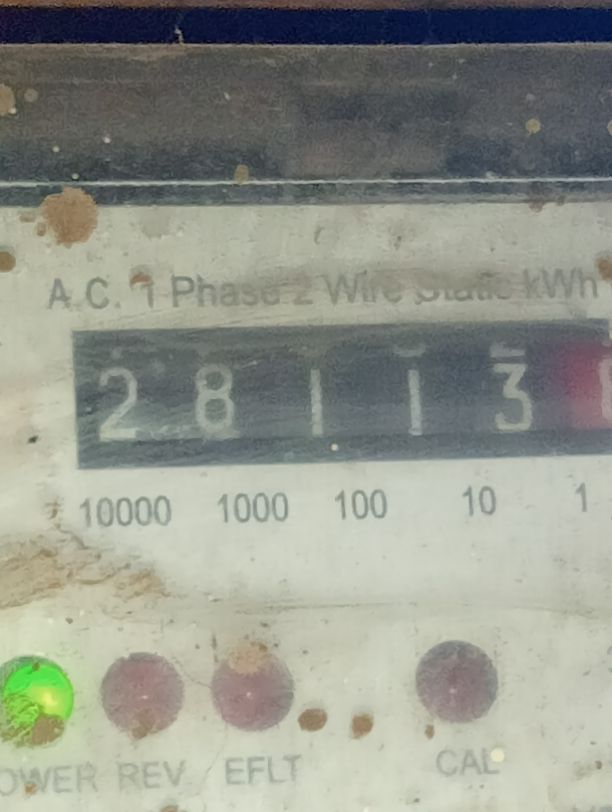 A.C. 1 Phase 2 Wire Static kWh
2 8 1 1 3
10000 1000 100 10 1
OWER REV EFLT CAL